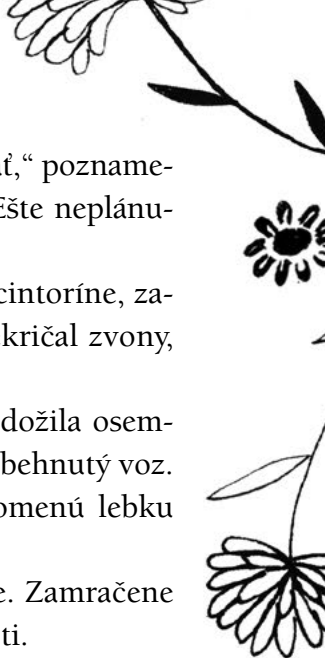 ať,“ pozname-
Ešte neplánu-
cintoríne, za-
kričal zvony,
dožila osem-
behnutý voz.
omenú lebku
e. Zamračene
ti.